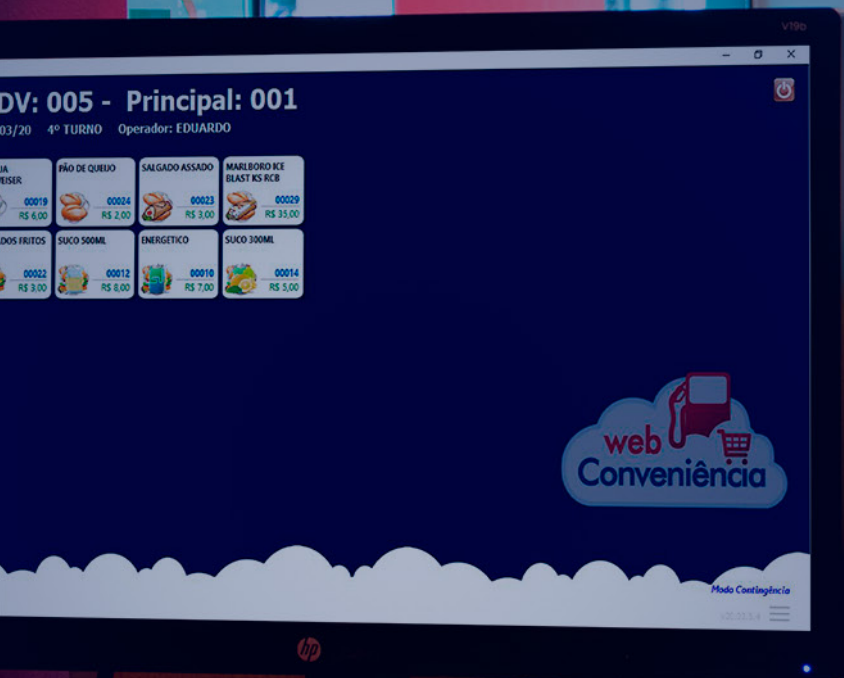 V19b
DV: 005 - Principal: 001
03/20 4º TURNO Operador: EDUARDO
PÃO DE QUEIJO
00024
R$ 2,00
SALGADO ASSADO
00023
R$ 3,00
MARLBORO ICE
BLAST KS RCB
00029
R$ 35,00
00019
R$ 6,00
DOS FRITOS
00022
R$ 3,00
SUCO 500ML
00012
R$ 8,00
ENERGETICO
00010
R$ 7,00
SUCO 300ML
00014
R$ 5,00
web
Conveniência
Modo Contingência
hp